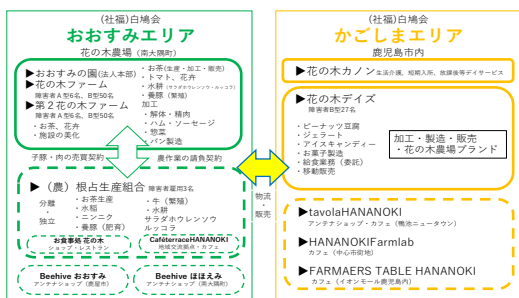 (社福)白鳩会
おおすみエリア
花の木農場（南大隅町）
▶おおすみの園(法人本部)
▶花の木ファーム
障害者A型6名、B型50名
▶第２花の木ファーム
障害者A型6名、B型50名
・お茶、花卉
・施設の美化
・お茶(生産・加工・販売)
・トマト、花卉
・水耕（サラダホウレンソウ・ルッコラ）
・養豚（繁殖）
加工
・解体・精肉
・ハム・ソーセージ
・惣菜
・パン製造
子豚・肉の売買契約
農作業の請負契約
▶（農）根占生産組合 障害者雇用3名
分離
・
独立
・お茶生産
・水稲
・ニンニク
・養豚（肥育）
・牛（繁殖）
・水耕
サラダホウレンソウ
ルッコラ
お食事処 花の木
ショップ・レストラン
CaféterraceHANANOKI
地域交流拠点・カフェ
Beehive おおすみ
アンテナショップ（鹿屋市）
Beehive ほほえみ
アンテナショップ（南大隅町）
物流
・
販売
(社福)白鳩会
かごしまエリア
鹿児島市内
▶花の木カノン 生活介護、短期入所、放課後等デイサービス
▶花の木デイズ
障害者B型27名
・ピーナッツ豆腐
・ジェラート
・アイスキャンディー
・お菓子製造
・給食業務（委託）
・移動販売
加工・製造・販売
・花の木農場ブランド
▶tavolaHANANOKI
アンテナショップ・カフェ（鴨池ニュータウン）
▶HANANOKIFarmlab
カフェ（中心市街地）
▶FARMAERS TABLE HANANOKI
カフェ（イオンモール鹿児島内）